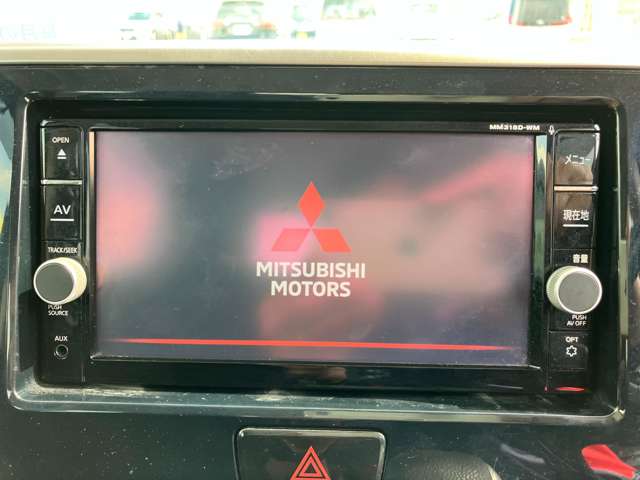 MM318D-WM
OPEN
AV
TRACK/SEEK
PUSH
SOURCE
AUX
MITSUBISHI
MOTORS
メニュー
現在地
音量
PUSH
AV OFF
OPT